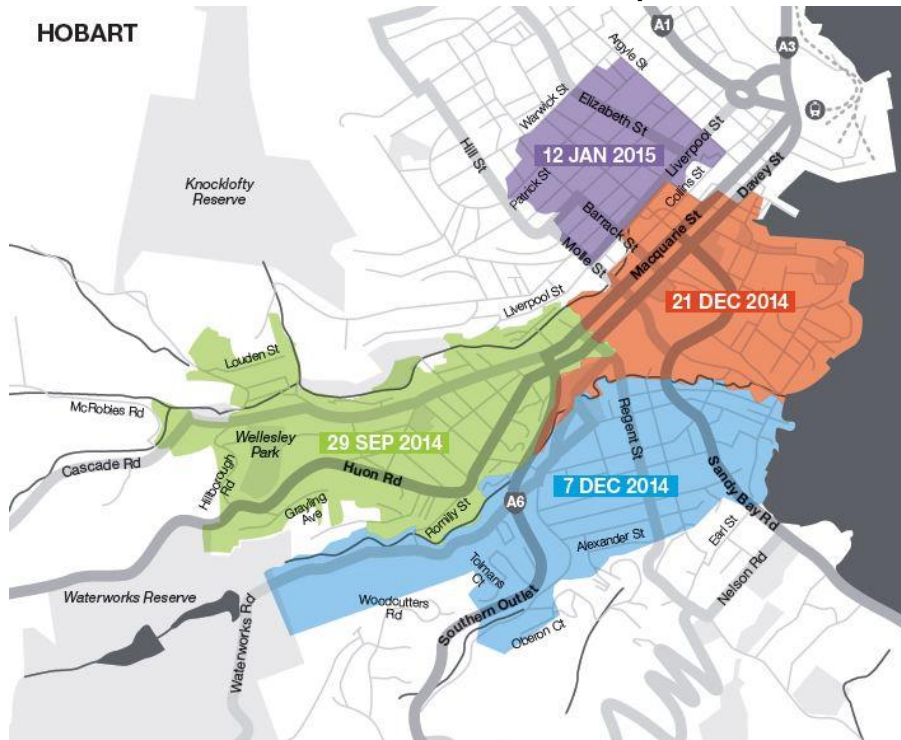 HOBART
A1
A3
Argyle St
Warwick St
Elizabeth St
Hill St
Liverpool St
12 JAN 2015
Collins St
Davey St
Knocklofty
Reserve
Patrick St
Barrack St
Macquarie St
Molle St
21 DEC 2014
Liverpool St
Louden St
McRobies Rd
Regent St
Wellesley
Park
29 SEP 2014
Cascade Rd
Huon Rd
Hillborough
Rd
7 DEC 2014
Sandy Bay Rd
A6
Grayling
Ave
Romilly St
Earl St
Alexander St
Tolmans
Ct
Nelson Rd
Waterworks Reserve
Woodcutters
Rd
Southern Outlet
Oberon Ct
Waterworks Rd